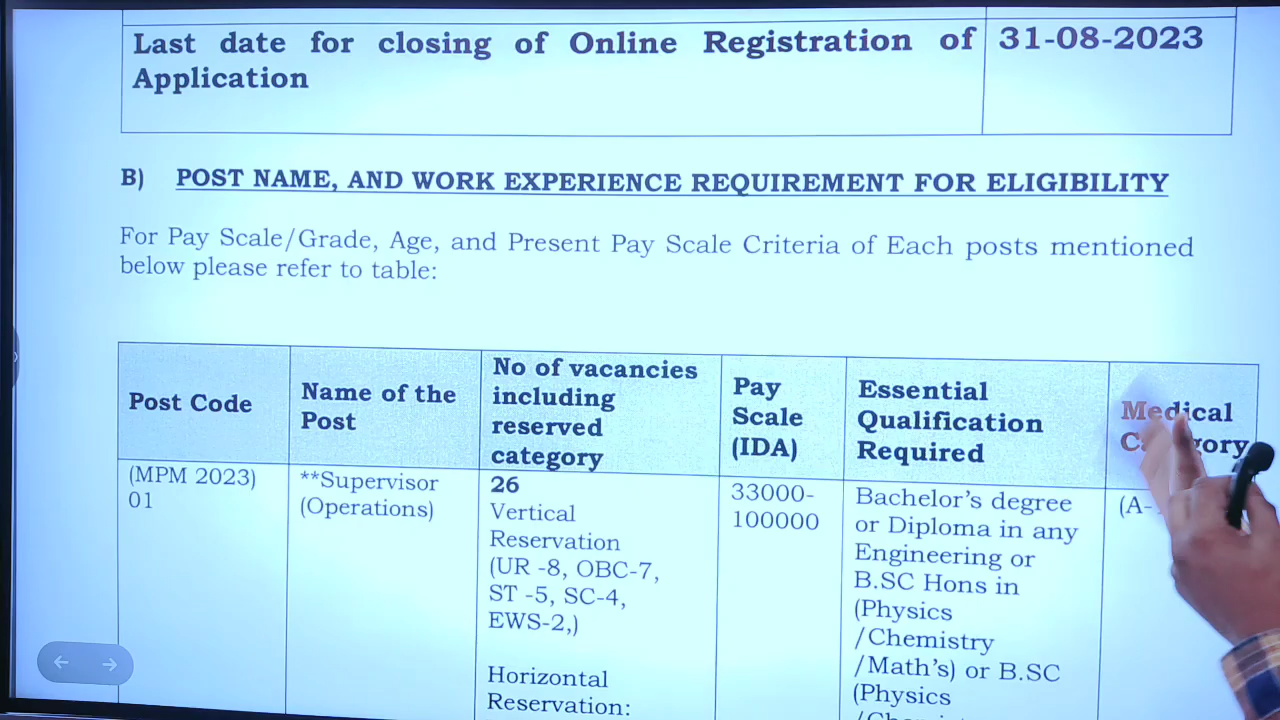 Last date for closing of Online Registration of
Application
31-08-2023
B) POST NAME, AND WORK EXPERIENCE REQUIREMENT FOR ELIGIBILITY
For Pay Scale/Grade, Age, and Present Pay Scale Criteria of Each posts mentioned
below please refer to table:
Post Code
Name of the
Post
No of vacancies
including
reserved
category
Pay
Scale
(IDA)
Essential
Qualification
Required
Medical
Category
(MPM 2023)
01
**Supervisor
(Operations)
26
Vertical
Reservation
(UR -8, OBC-7,
ST -5, SC-4,
EWS-2,)
Horizontal
Reservation:
33000-
100000
Bachelor's degree
or Diploma in any
Engineering or
B.SC Hons in
(Physics
/Chemistry
/Math's) or B.SC
(Physics